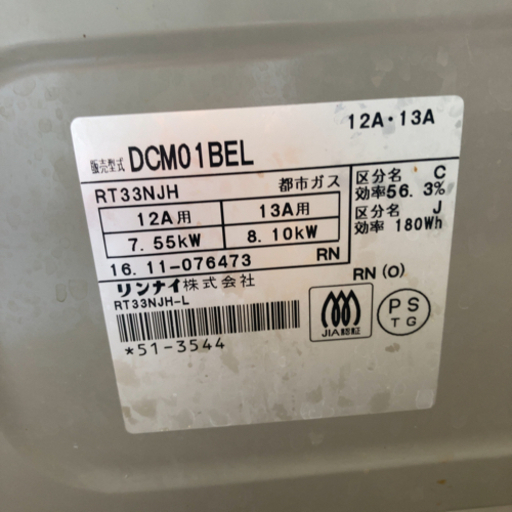 12A・13A
販売型式 DCM01BEL
RT33NJH 都市ガス
12A用 13A用
7.55kW 8.10kW
16.11-076473 RN
区分名 C
効率56.3%
区分名 J
効率 180Wh
リンナイ株式会社
RN(O)
RT33NJH-L
*51-3544
JIA認証
PS
TG